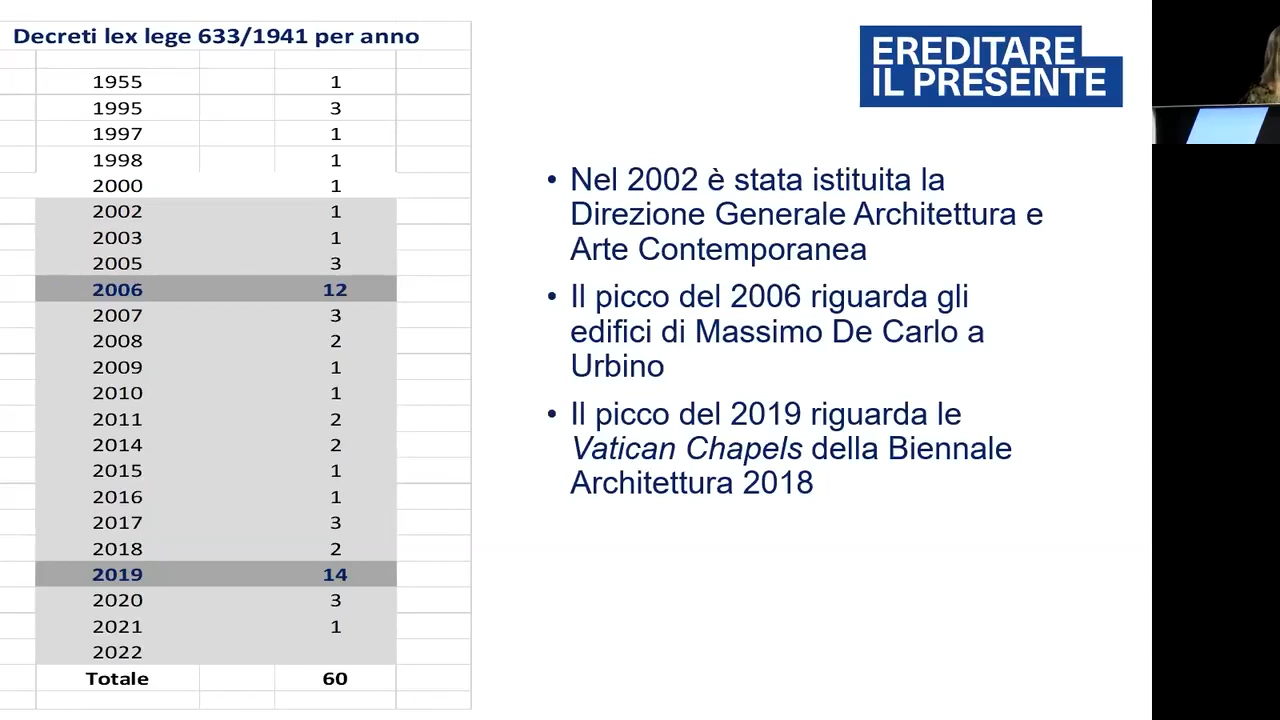 Decreti lex lege 633/1941 per anno
1955 1
1995 3
1997 1
1998 1
2000 1
2002 1
2003 1
2005 3
2006 12
2007 3
2008 2
2009 1
2010 1
2011 2
2014 2
2015 1
2016 1
2017 3
2018 2
2019 14
2020 3
2021 1
2022
Totale 60
EREDITARE
IL PRESENTE
• Nel 2002 è stata istituita la
Direzione Generale Architettura e
Arte Contemporanea
• Il picco del 2006 riguarda gli
edifici di Massimo De Carlo a
Urbino
• Il picco del 2019 riguarda le
Vatican Chapels della Biennale
Architettura 2018